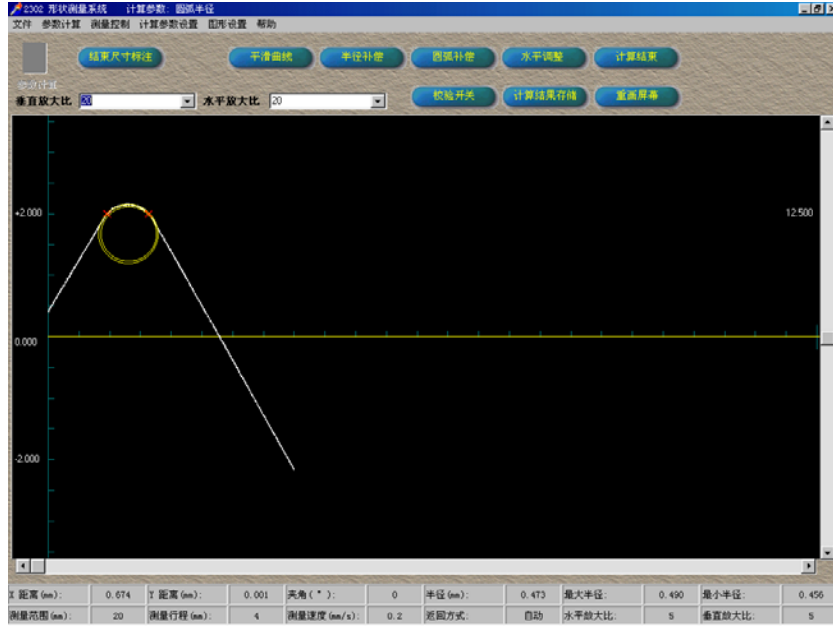 2302 形状测量系统 计算参数: 圆弧半径
文件 参数计算 测量控制 计算参数设置 图形设置 帮助
结束尺寸标注 平滑曲线 半径补偿 圆弧补偿 水平调整 计算结束
参数计算
垂直放大比 20 水平放大比 20 校验开关 计算结果存储 重画屏幕
+2.000 12.500
0.000
-2.000
X 距离(mm): 0.674 Y 距离(mm): 0.001 夹角(°): 0 半径(mm): 0.473 最大半径: 0.490 最小半径: 0.456
测量范围(mm): 20 测量行程(mm): 4 测量速度(mm/s): 0.2 返回方式: 自动 水平放大比: 5 垂直放大比: 5